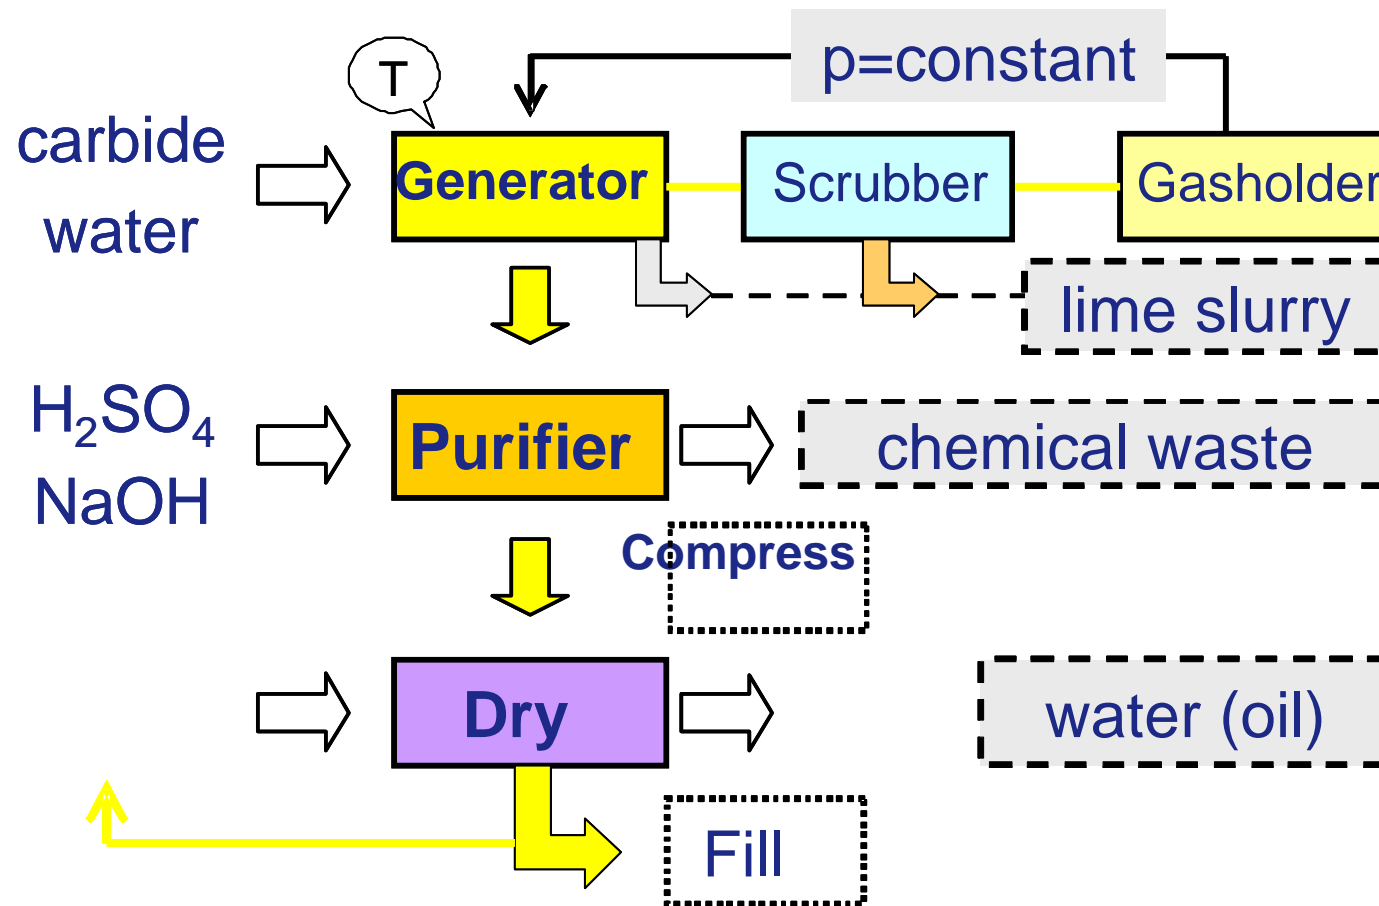 p=constant
T
carbide
water
Generator
Scrubber
Gasholder
lime slurry
H₂SO₄
NaOH
Purifier
chemical waste
Compress
Dry
water (oil)
Fill